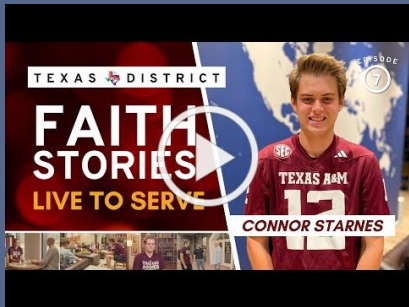 TEXAS DISTRICT
FAITH
STORIES
LIVE TO SERVE
EPISODE
7
SEC
TEXAS A&M
12
CONNOR STARNES